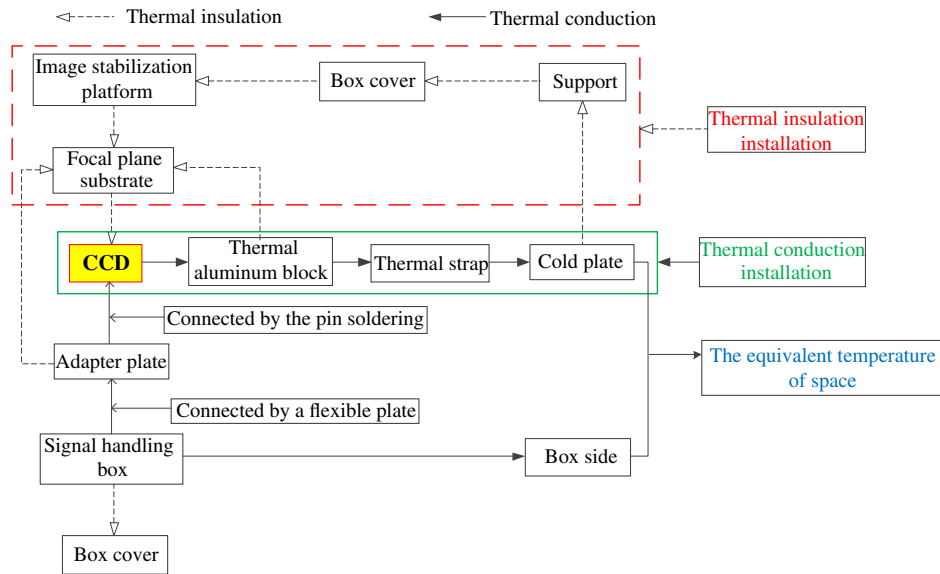 Thermal insulation
Thermal conduction
Image stabilization
platform
Box cover
Support
Thermal insulation
installation
Focal plane
substrate
CCD
Thermal
aluminum block
Thermal strap
Cold plate
Thermal conduction
installation
Connected by the pin soldering
Adapter plate
The equivalent temperature
of space
Connected by a flexible plate
Signal handling
box
Box side
Box cover